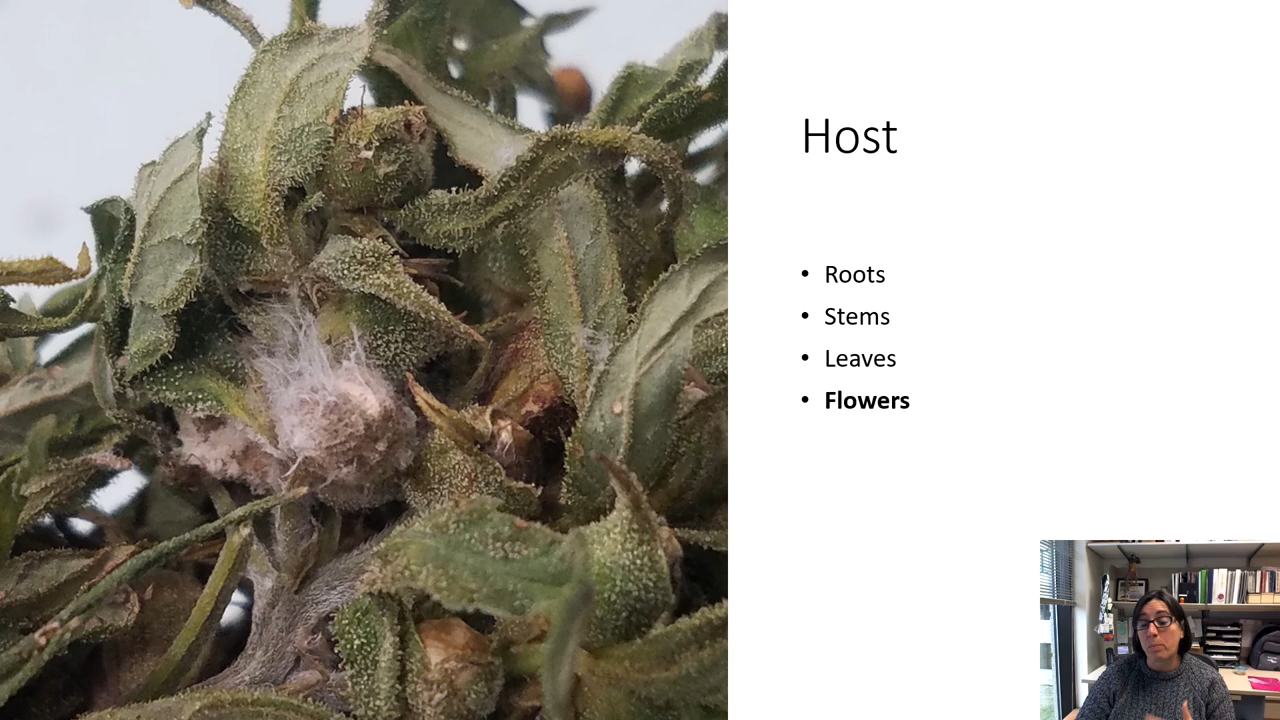 Host
• Roots
• Stems
• Leaves
• Flowers